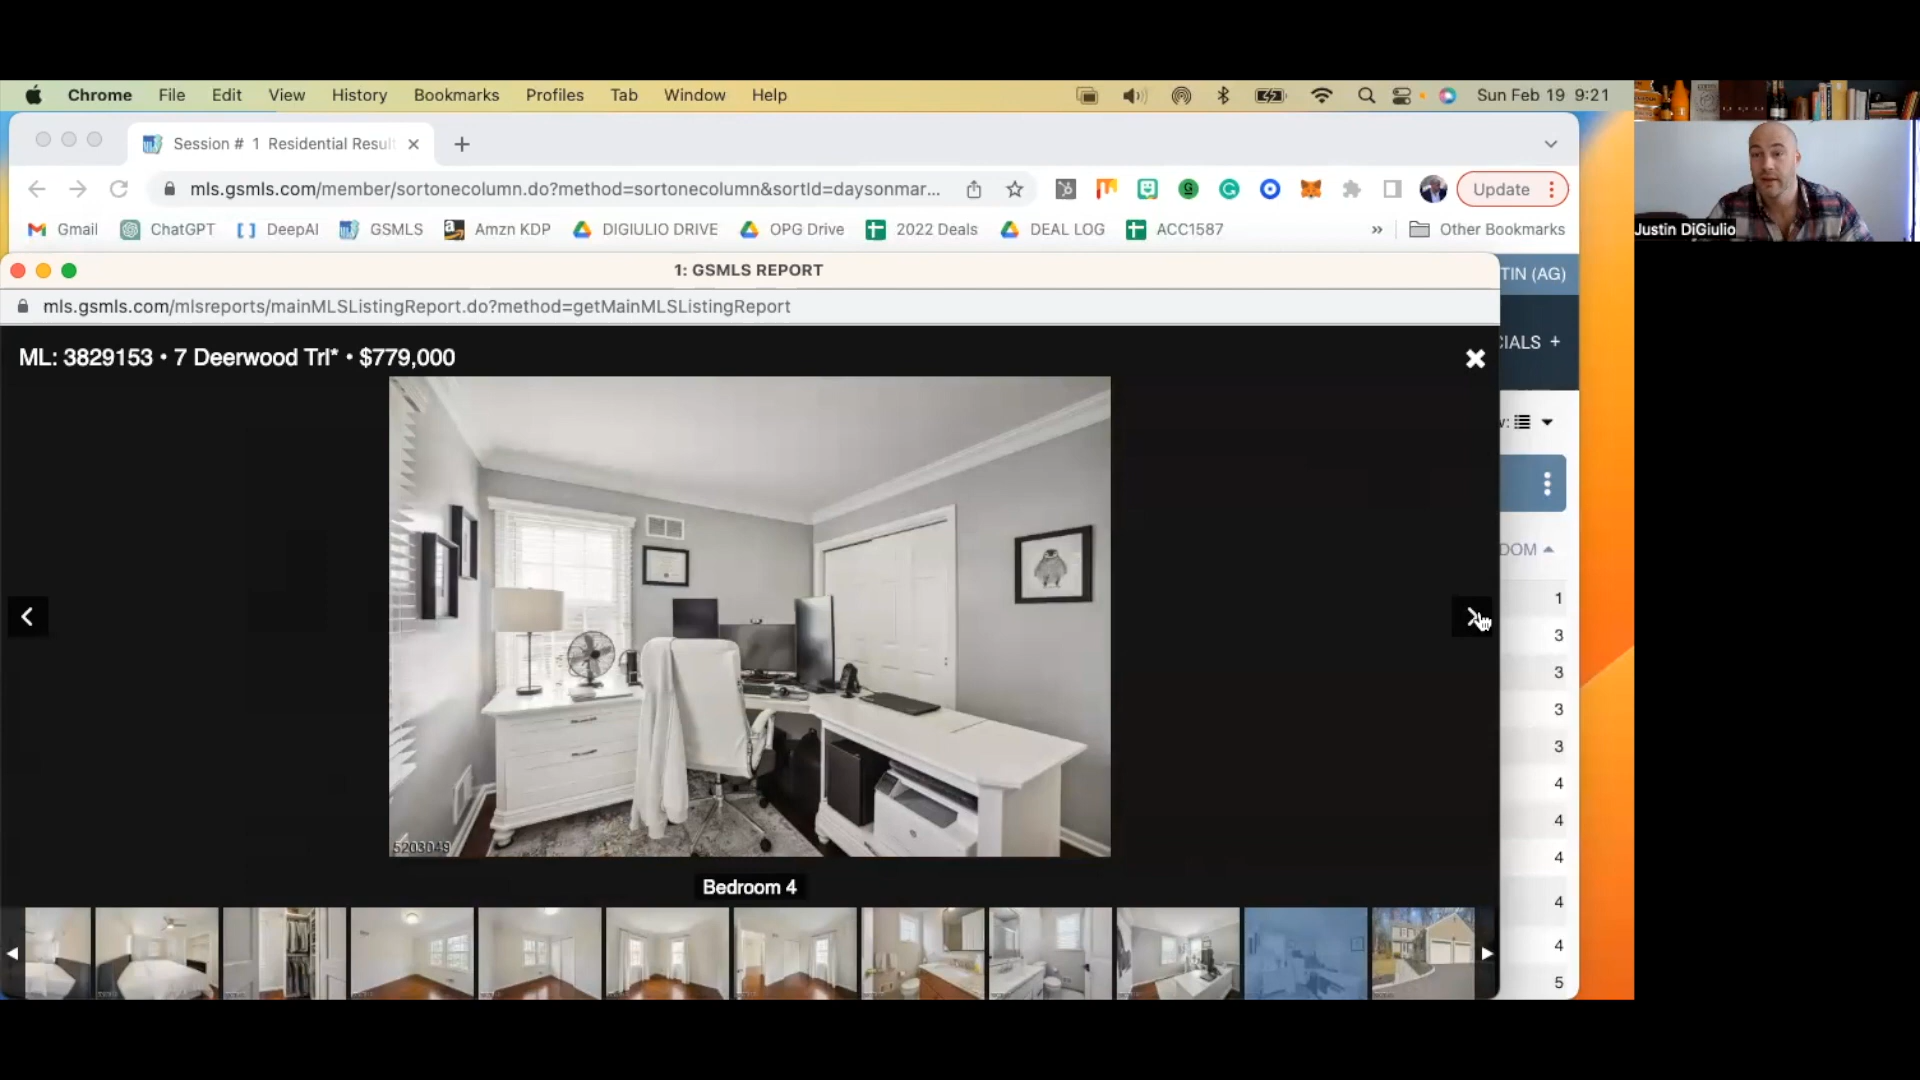 Chrome File Edit View History Bookmarks Profiles Tab Window Help Sun Feb 19 9:21
Session # 1 Residential Resul
mls.gsmls.com/member/sortonecolumn.do?method=sortonecolumn&sortId=daysonmar... Update
Gmail ChatGPT DeepAI GSMLS Amzn KDP DIGIULIO DRIVE OPG Drive 2022 Deals DEAL LOG ACC1587 » Other Bookmarks
Justin DiGiulio
1: GSMLS REPORT
TIN (AG)
mls.gsmls.com/mlsreports/mainMLSListingReport.do?method=getMainMLSListingReport
CIALS +
ML: 3829153 • 7 Deerwood Trl* • $779,000
DOM
1
3
3
3
3
4
4
4
4
4
5
5203049
Bedroom 4